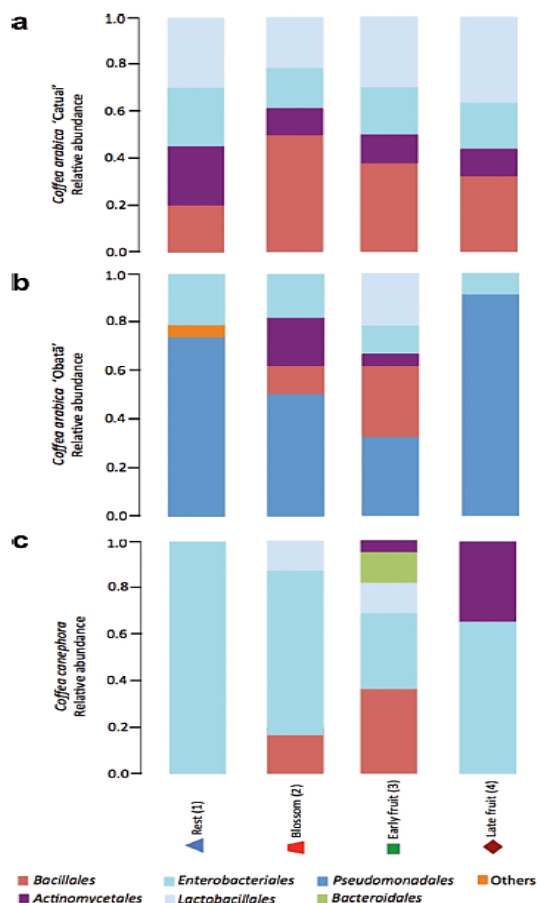 a
Coffea arabica 'Catuai'
Relative abundance
1.0
0.8
0.6
0.4
0.2
0.0
b
Coffea arabica 'Obatã'
Relative abundance
1.0
0.8
0.6
0.4
0.2
0.0
c
Coffea canephora
Relative abundance
1.0
0.8
0.6
0.4
0.2
0.0
Rest (1)
Blossom (2)
Early fruit (3)
Late fruit (4)
Bacillales Enterobacteriales Pseudomonadales Others
Actinomycetales Lactobacillales Bacteroidales